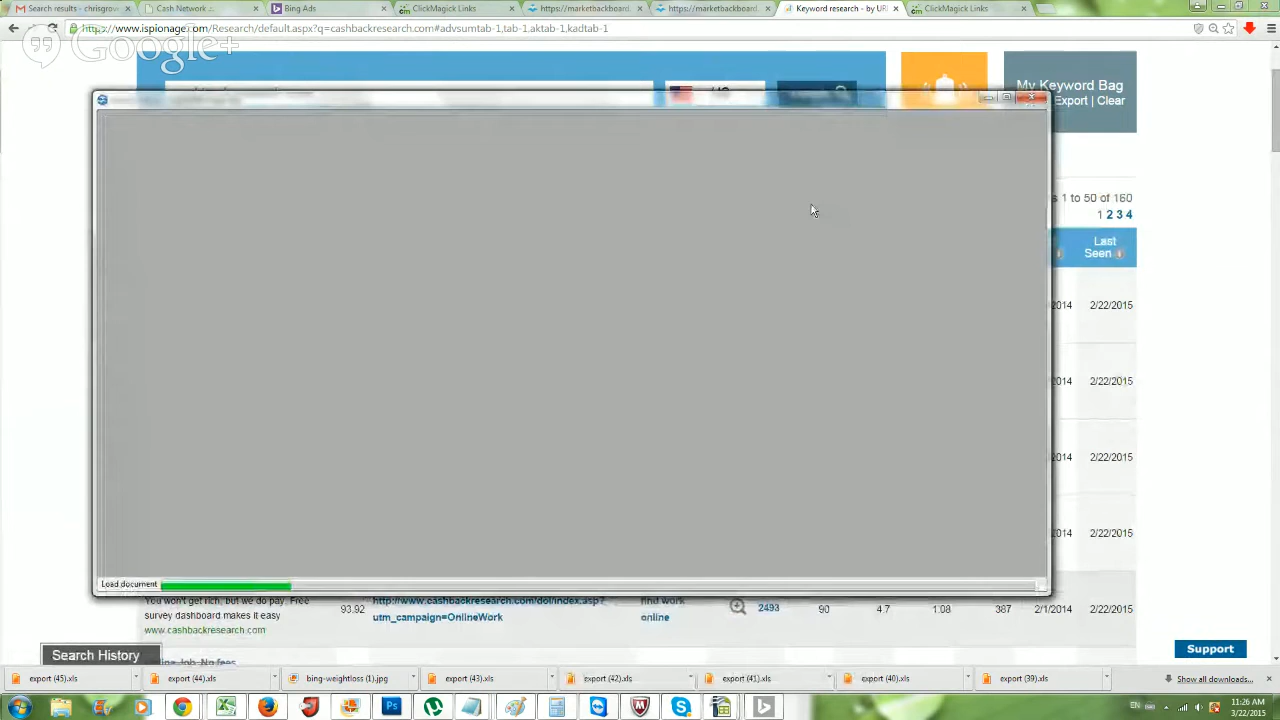 Search results - chrisgrov
Cash Network ...
Bing Ads
ClickMagick Links
https://marketbackboard.
https://marketbackboard.
Keyword research - by URL
ClickMagick Links
https://www.ispionage.com/Research/default.aspx?q=cashbackresearch.com#advsumtab-1,tab-1,aktab-1,kadtab-1
Google+
My Keyword Bag
Export | Clear
1 to 50 of 160
1 2 3 4
Last
Seen
2014 2/22/2015
2014 2/22/2015
2014 2/22/2015
2014 2/22/2015
Load document
You won't get rich, but we do pay. Free
survey dashboard makes it easy
www.cashbackresearch.com
93.92
http://www.cashbackresearch.com/doi/index.asp?
utm_campaign=OnlineWork
find work
online
2493 90 4.7 1.08 387 2/1/2014 2/22/2015
Job. No fees
Search History
Support
export (45).xls
export (44).xls
bing-weightloss (1).jpg
export (43).xls
export (42).xls
export (41).xls
export (40).xls
export (39).xls
Show all downloads...
EN
11:26 AM
3/22/2015